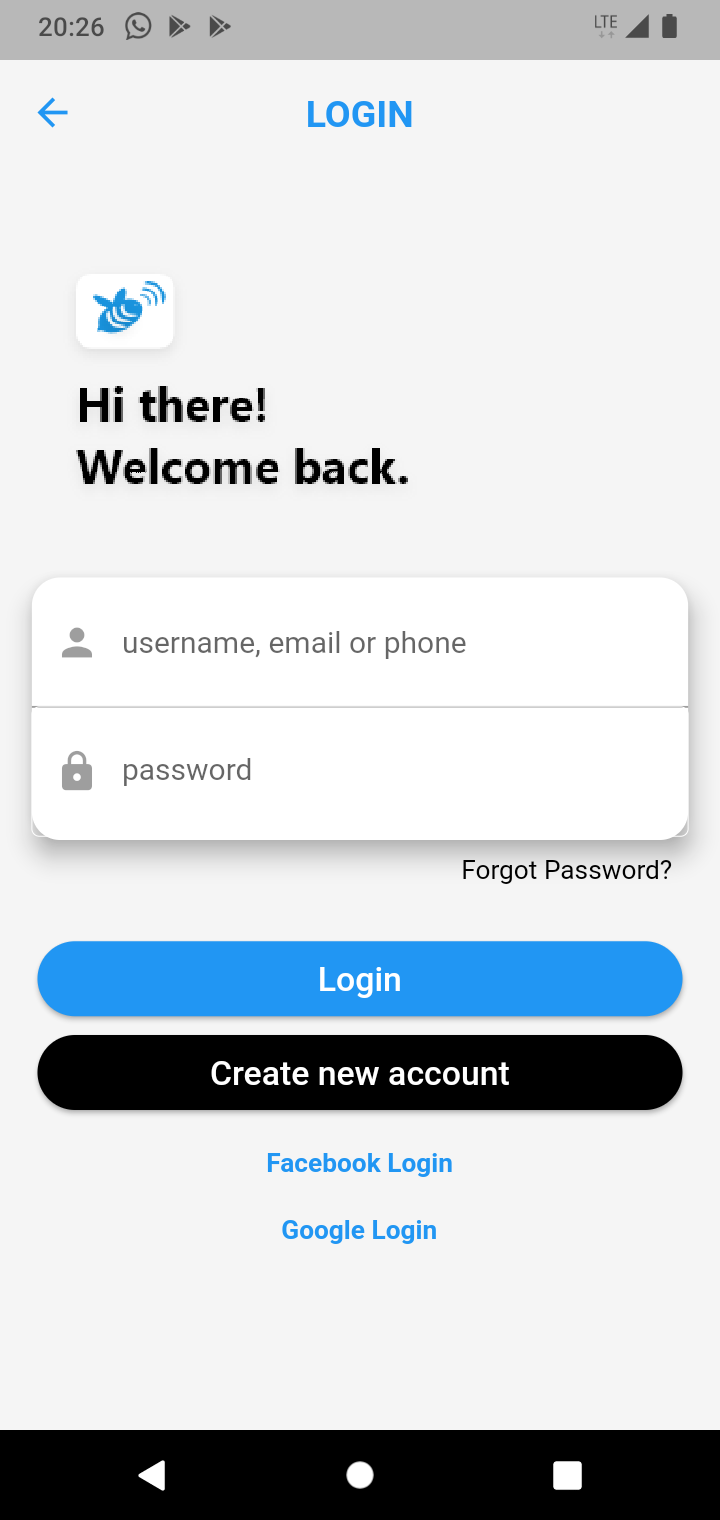 20:26
LTE
LOGIN
Hi there!
Welcome back.
username, email or phone
password
Forgot Password?
Login
Create new account
Facebook Login
Google Login